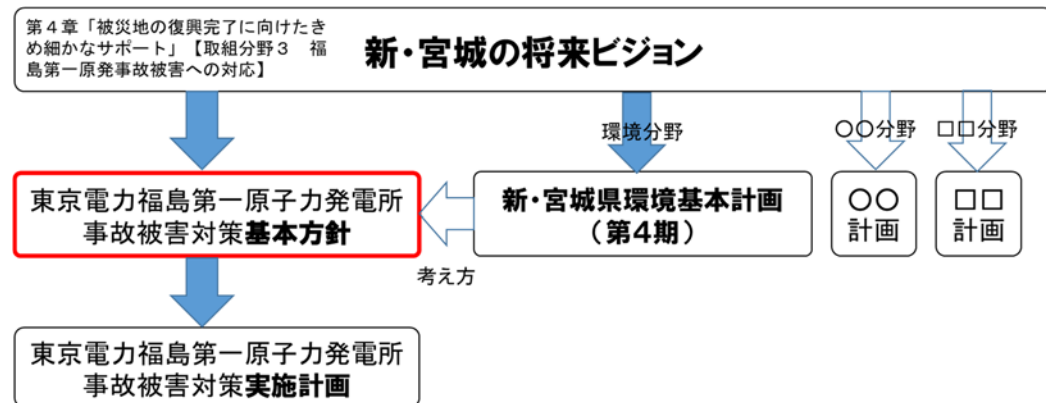 第4章「被災地の復興完了に向けたき
め細かなサポート」【取組分野3　福
島第一原発事故被害への対応】
新・宮城の将来ビジョン
環境分野
〇〇分野
□□分野
東京電力福島第一原子力発電所
事故被害対策基本方針
新・宮城県環境基本計画
（第4期）
〇〇
計画
□□
計画
考え方
東京電力福島第一原子力発電所
事故被害対策実施計画